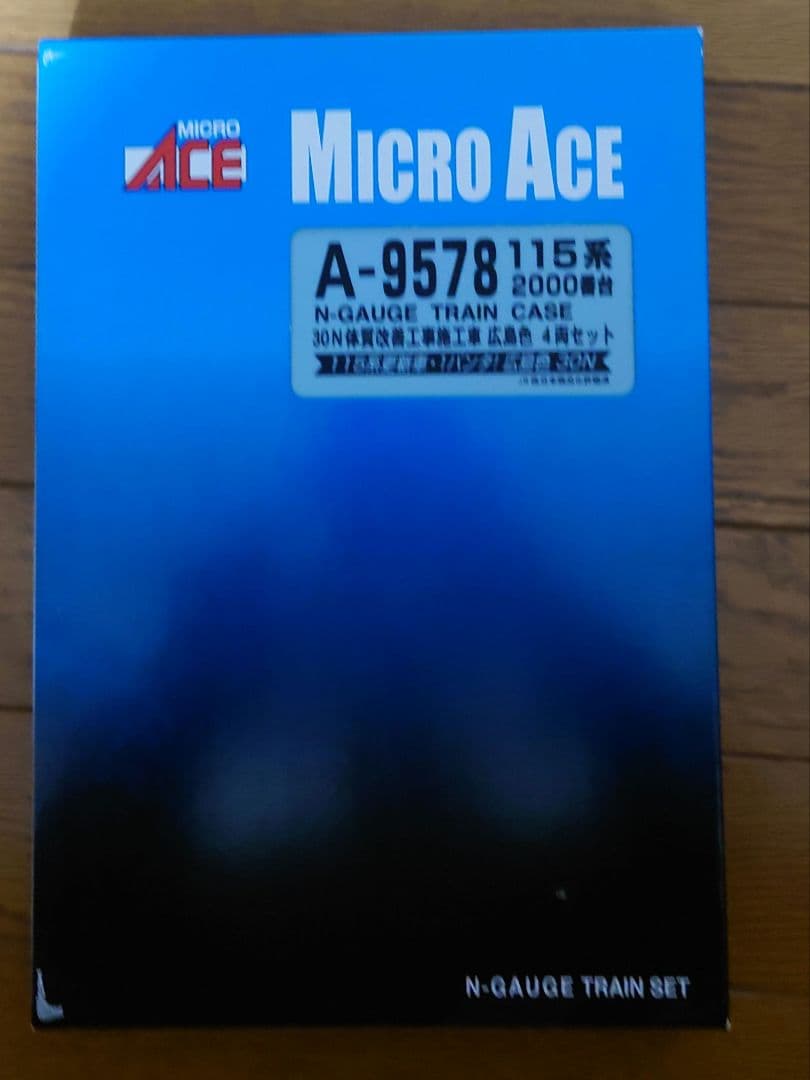 MICRO
ACE
MICRO ACE
A-9578 115系
2000番台
N-GAUGE TRAIN CASE
30N体質改善工事施工車 広島色 4両セット
30N
N-GAUGE TRAIN SET